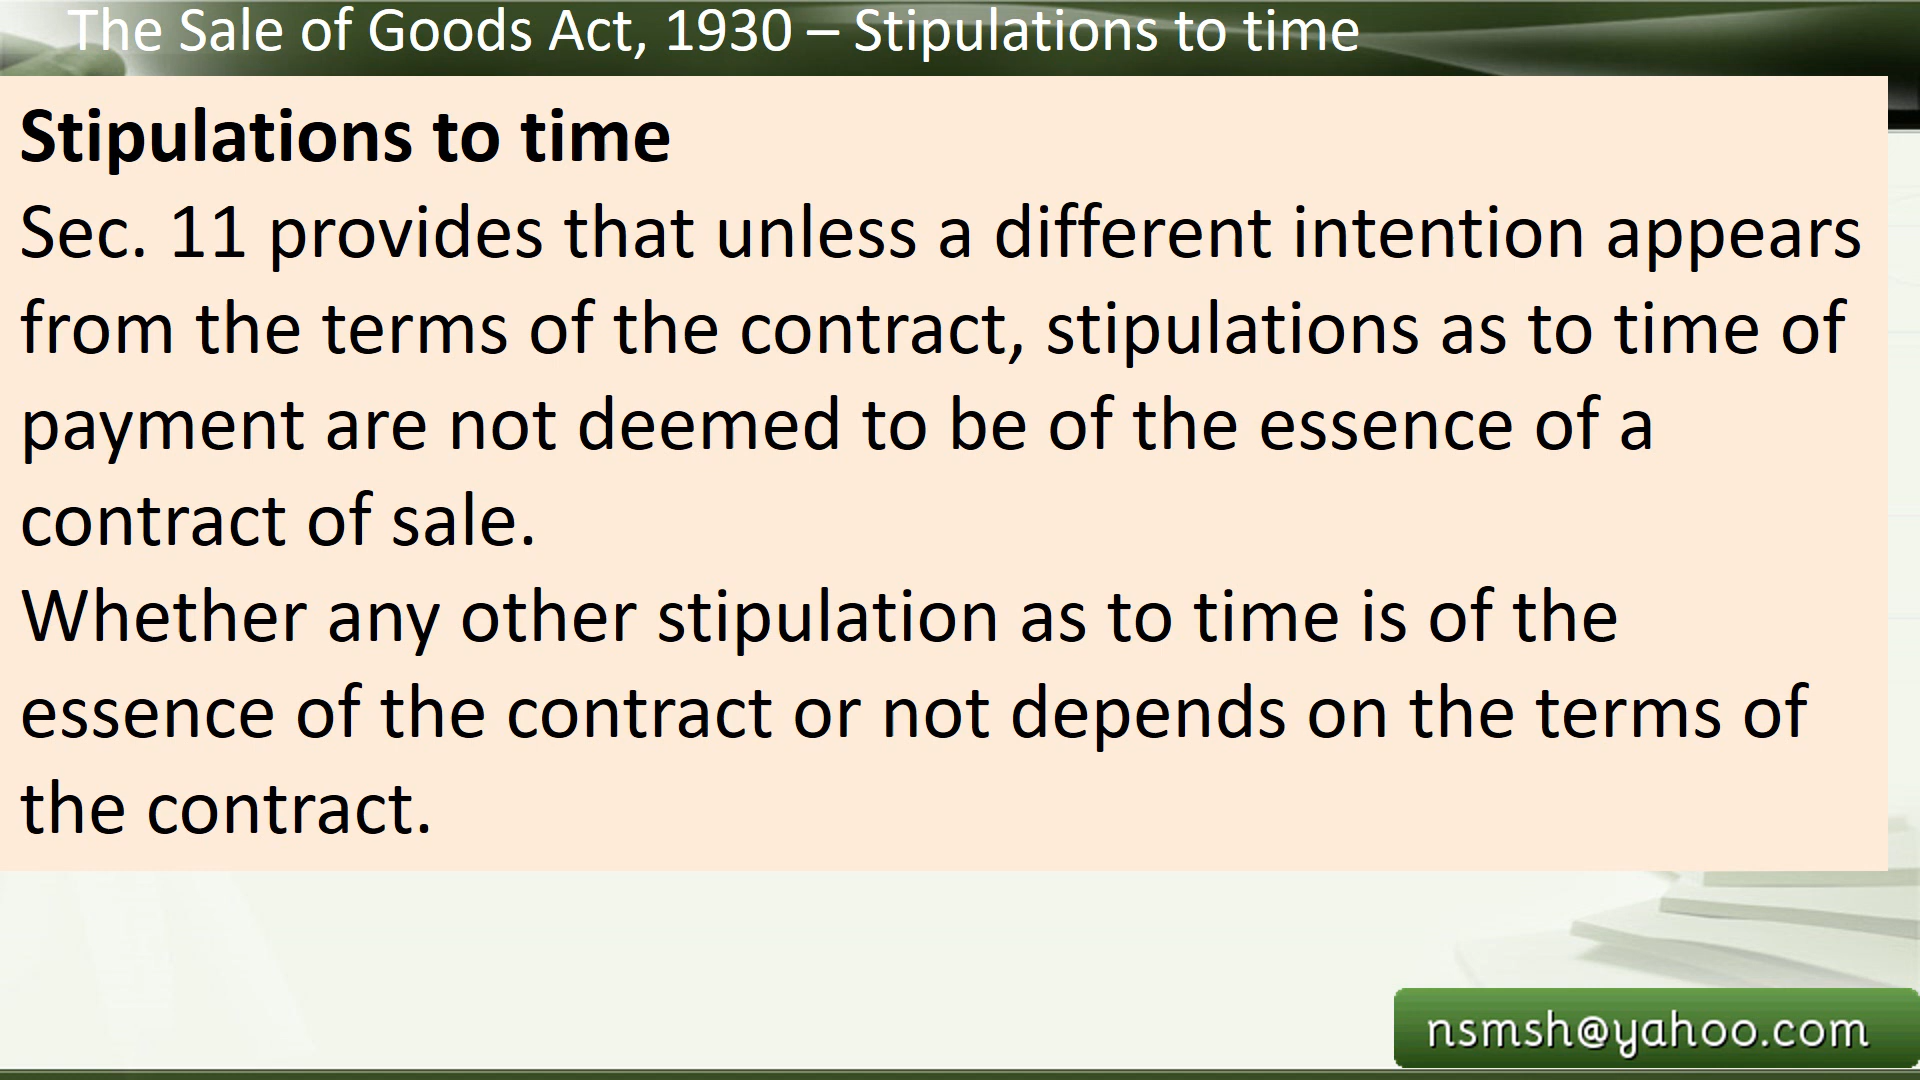 The Sale of Goods Act, 1930 – Stipulations to time
Stipulations to time
Sec. 11 provides that unless a different intention appears
from the terms of the contract, stipulations as to time of
payment are not deemed to be of the essence of a
contract of sale.
Whether any other stipulation as to time is of the
essence of the contract or not depends on the terms of
the contract.
nsmsh@yahoo.com